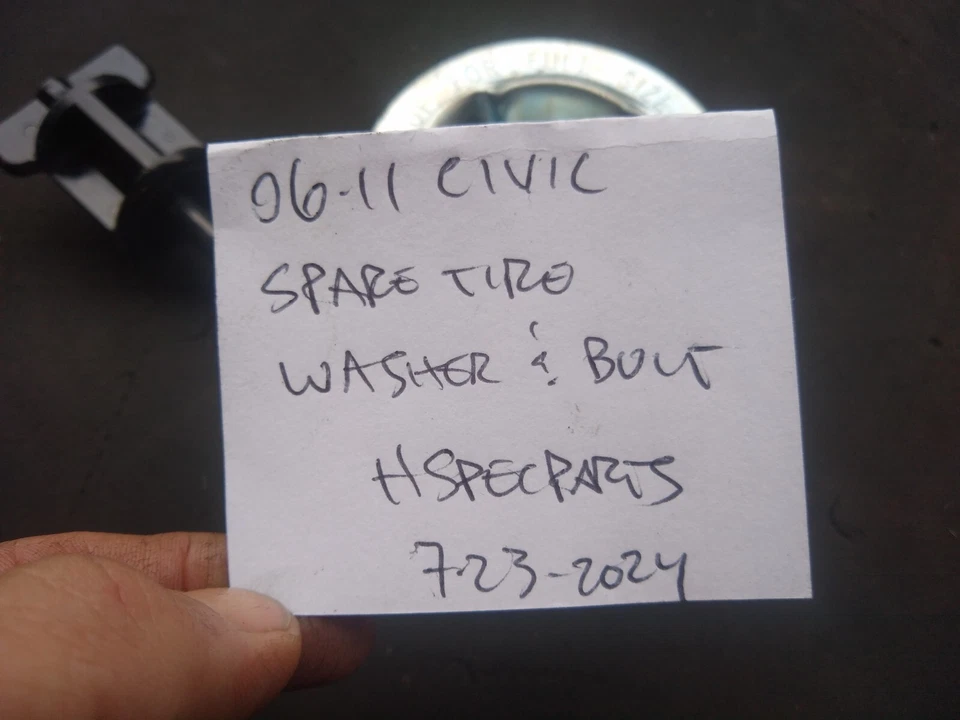 06-11 CIVIC
SPARE TIRE
WASHER & BOLT
HSPECPARTS
7-23-2024